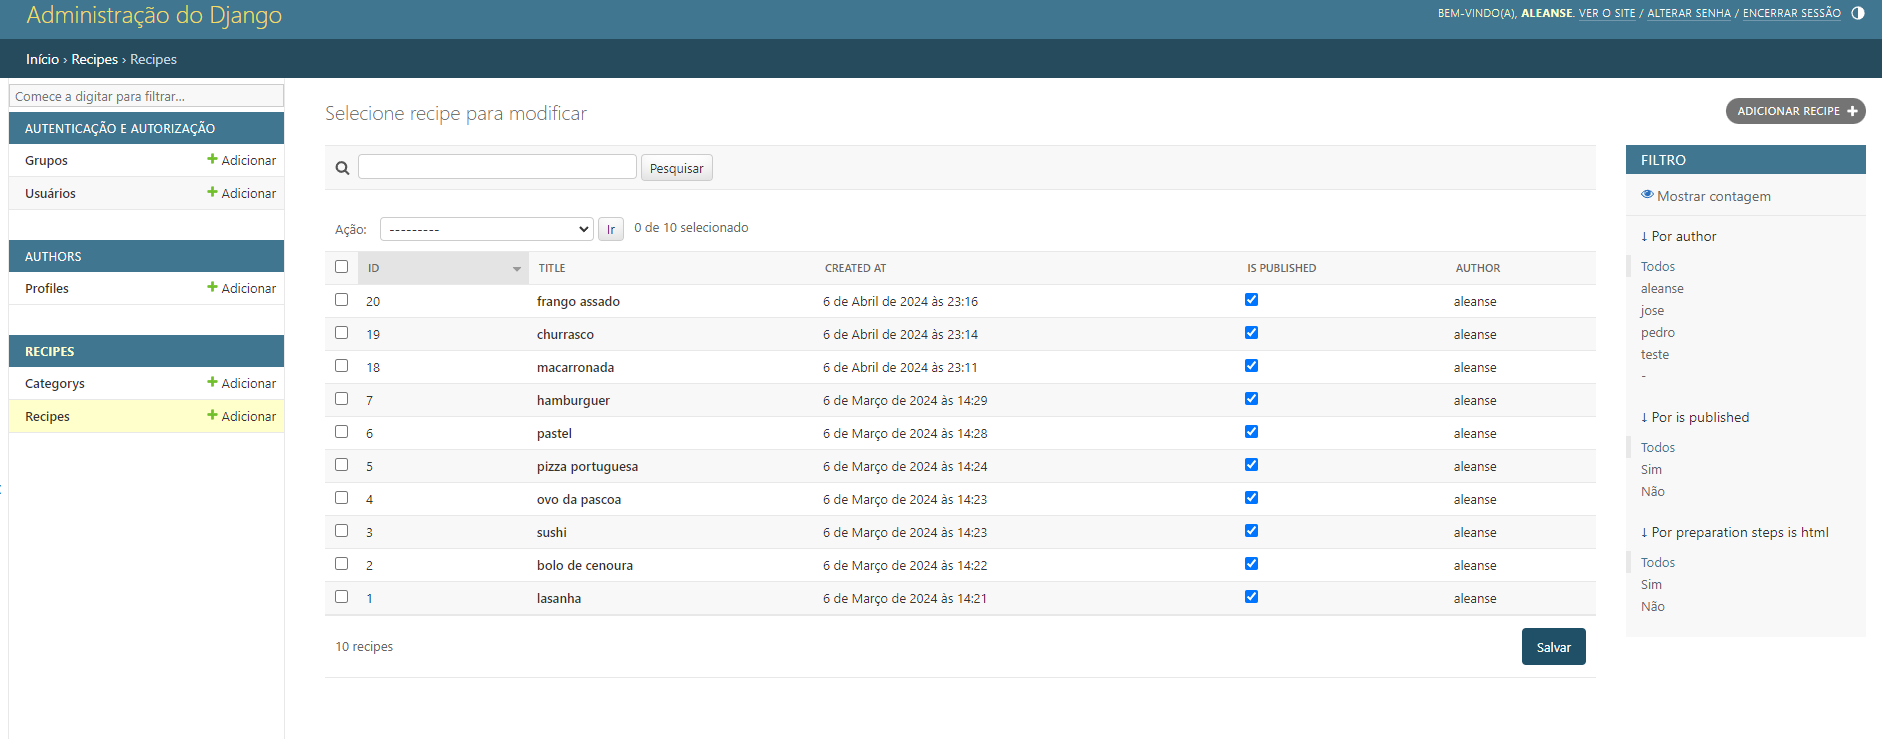 Administração do Django
BEM-VINDO(A), ALEANSE. VER O SITE / ALTERAR SENHA / ENCERRAR SESSÃO
Início › Recipes › Recipes
Comece a digitar para filtrar...
AUTENTICAÇÃO E AUTORIZAÇÃO
Grupos Adicionar
Usuários Adicionar
AUTHORS
Profiles Adicionar
RECIPES
Categorys Adicionar
Recipes Adicionar
Selecione recipe para modificar
ADICIONAR RECIPE
Pesquisar
Ação: --------- Ir 0 de 10 selecionado
ID TITLE CREATED AT IS PUBLISHED AUTHOR
20 frango assado 6 de Abril de 2024 às 23:16 aleanse
19 churrasco 6 de Abril de 2024 às 23:14 aleanse
18 macarronada 6 de Abril de 2024 às 23:11 aleanse
7 hamburguer 6 de Março de 2024 às 14:29 aleanse
6 pastel 6 de Março de 2024 às 14:28 aleanse
5 pizza portuguesa 6 de Março de 2024 às 14:24 aleanse
4 ovo da pascoa 6 de Março de 2024 às 14:23 aleanse
3 sushi 6 de Março de 2024 às 14:23 aleanse
2 bolo de cenoura 6 de Março de 2024 às 14:22 aleanse
1 lasanha 6 de Março de 2024 às 14:21 aleanse
10 recipes
Salvar
FILTRO
Mostrar contagem
↓ Por author
Todos
aleanse
jose
pedro
teste
-
↓ Por is published
Todos
Sim
Não
↓ Por preparation steps is html
Todos
Sim
Não